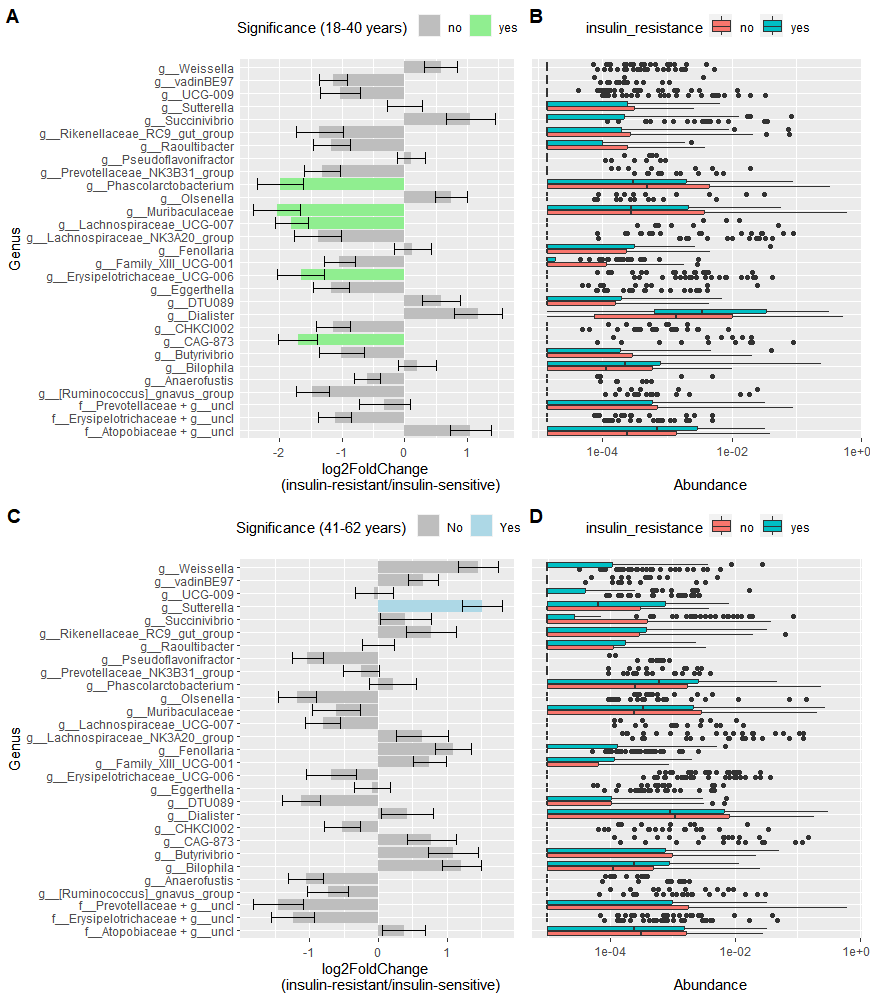 A
Significance (18-40 years) no yes
B
insulin_resistance no yes
Genus
g__Weissella
g__vadinBE97
g__UCG-009
g__Sutterella
g__Succinivibrio
g__Rikenellaceae_RC9_gut_group
g__Raoultibacter
g__Pseudoflavonifractor
g__Prevotellaceae_NK3B31_group
g__Phascolarctobacterium
g__Olsenella
g__Muribaculaceae
g__Lachnospiraceae_UCG-007
g__Lachnospiraceae_NK3A20_group
g__Fenollaria
g__Family_XIII_UCG-001
g__Erysipelotrichaceae_UCG-006
g__Eggerthella
g__DTU089
g__Dialister
g__CHKCI002
g__CAG-873
g__Butyrivibrio
g__Bilophila
g__Anaerofustis
g__[Ruminococcus]_gnavus_group
f__Prevotellaceae + g__uncl
f__Erysipelotrichaceae + g__uncl
f__Atopobiaceae + g__uncl
-2 -1 0 1
log2FoldChange
(insulin-resistant/insulin-sensitive)
1e-04 1e-02 1e+0
Abundance
C
Significance (41-62 years) No Yes
D
insulin_resistance no yes
Genus
g__Weissella
g__vadinBE97
g__UCG-009
g__Sutterella
g__Succinivibrio
g__Rikenellaceae_RC9_gut_group
g__Raoultibacter
g__Pseudoflavonifractor
g__Prevotellaceae_NK3B31_group
g__Phascolarctobacterium
g__Olsenella
g__Muribaculaceae
g__Lachnospiraceae_UCG-007
g__Lachnospiraceae_NK3A20_group
g__Fenollaria
g__Family_XIII_UCG-001
g__Erysipelotrichaceae_UCG-006
g__Eggerthella
g__DTU089
g__Dialister
g__CHKCI002
g__CAG-873
g__Butyrivibrio
g__Bilophila
g__Anaerofustis
g__[Ruminococcus]_gnavus_group
f__Prevotellaceae + g__uncl
f__Erysipelotrichaceae + g__uncl
f__Atopobiaceae + g__uncl
-1 0 1
log2FoldChange
(insulin-resistant/insulin-sensitive)
1e-04 1e-02 1e+0
Abundance